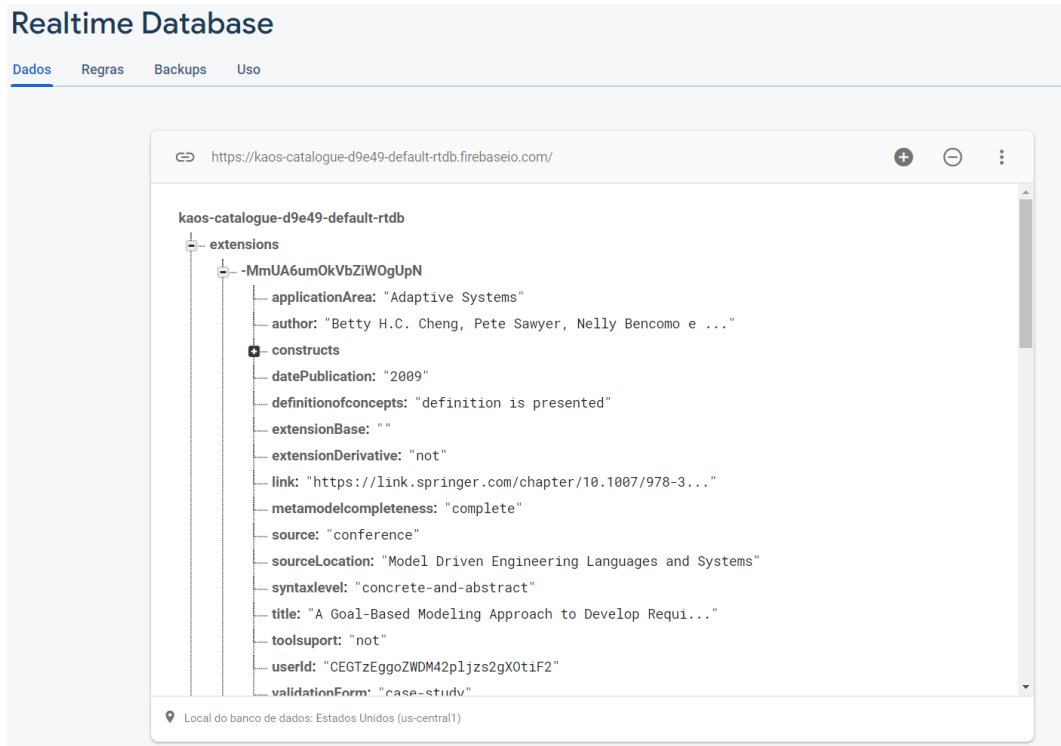 Realtime Database
Dados Regras Backups Uso
https://kaos-catalogue-d9e49-default-rtdb.firebaseio.com/
kaos-catalogue-d9e49-default-rtdb
extensions
-MmUA6umOkVbZiWOgUpN
applicationArea: "Adaptive Systems"
author: "Betty H.C. Cheng, Pete Sawyer, Nelly Bencomo e ..."
constructs
datePublication: "2009"
definitionofconcepts: "definition is presented"
extensionBase: ""
extensionDerivative: "not"
link: "https://link.springer.com/chapter/10.1007/978-3..."
metamodelcompleteness: "complete"
source: "conference"
sourceLocation: "Model Driven Engineering Languages and Systems"
syntaxlevel: "concrete-and-abstract"
title: "A Goal-Based Modeling Approach to Develop Requi..."
toolsuport: "not"
userId: "CEGTzEggoZWDM42pljzs2gXOtiF2"
validationForm: "case-study"
Local do banco de dados: Estados Unidos (us-central1)